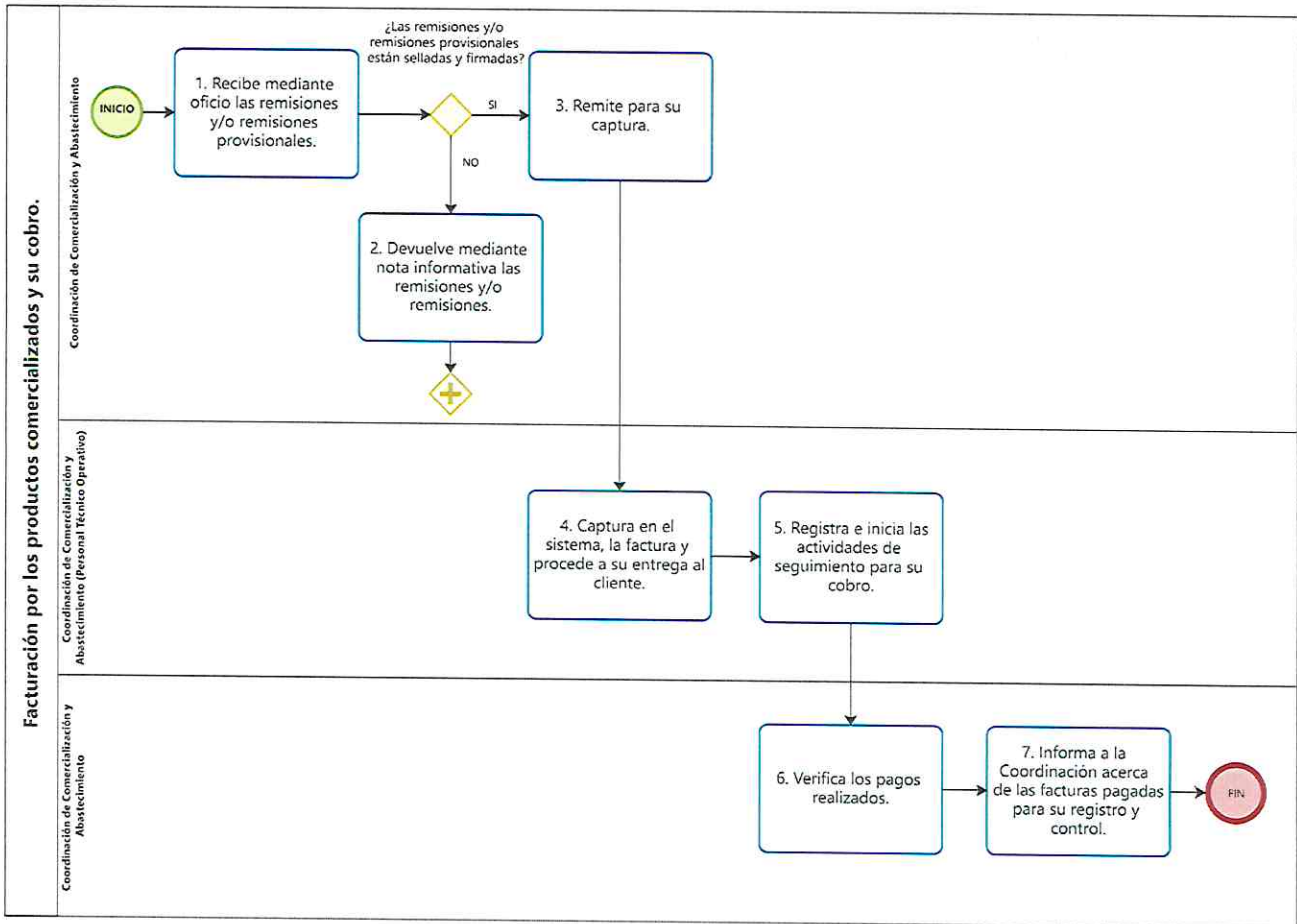 Facturación por los productos comercializados y su cobro.
Coordinación de Comercialización y Abastecimiento
INICIO
1. Recibe mediante
oficio las remisiones
y/o remisiones
provisionales.
¿Las remisiones y/o
remisiones provisionales
están selladas y firmadas?
SI
NO
3. Remite para su
captura.
2. Devuelve mediante
nota informativa las
remisiones y/o
remisiones.
Coordinación de Comercialización y
Abastecimiento (Personal Técnico Operativo)
4. Captura en el
sistema, la factura y
procede a su entrega al
cliente.
5. Registra e inicia las
actividades de
seguimiento para su
cobro.
Coordinación de Comercialización y
Abastecimiento
6. Verifica los pagos
realizados.
7. Informa a la
Coordinación acerca
de las facturas pagadas
para su registro y
control.
FIN